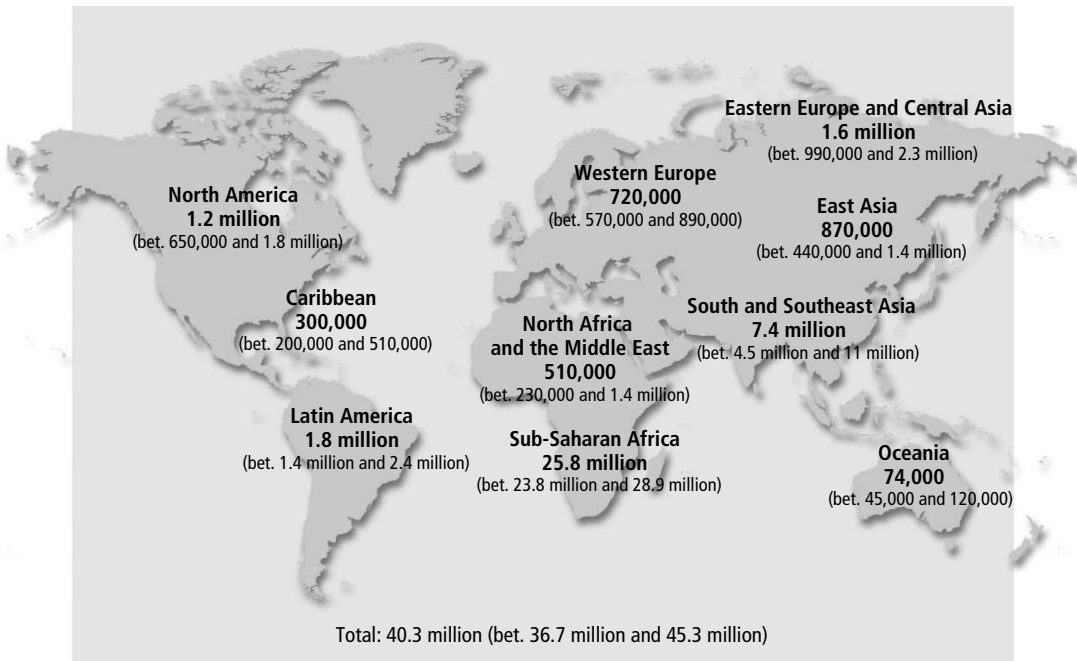 Eastern Europe and Central Asia
1.6 million
(bet. 990,000 and 2.3 million)
Western Europe
720,000
(bet. 570,000 and 890,000)
North America
1.2 million
(bet. 650,000 and 1.8 million)
East Asia
870,000
(bet. 440,000 and 1.4 million)
Caribbean
300,000
(bet. 200,000 and 510,000)
North Africa
and the Middle East
510,000
(bet. 230,000 and 1.4 million)
South and Southeast Asia
7.4 million
(bet. 4.5 million and 11 million)
Latin America
1.8 million
(bet. 1.4 million and 2.4 million)
Sub-Saharan Africa
25.8 million
(bet. 23.8 million and 28.9 million)
Oceania
74,000
(bet. 45,000 and 120,000)
Total: 40.3 million (bet. 36.7 million and 45.3 million)